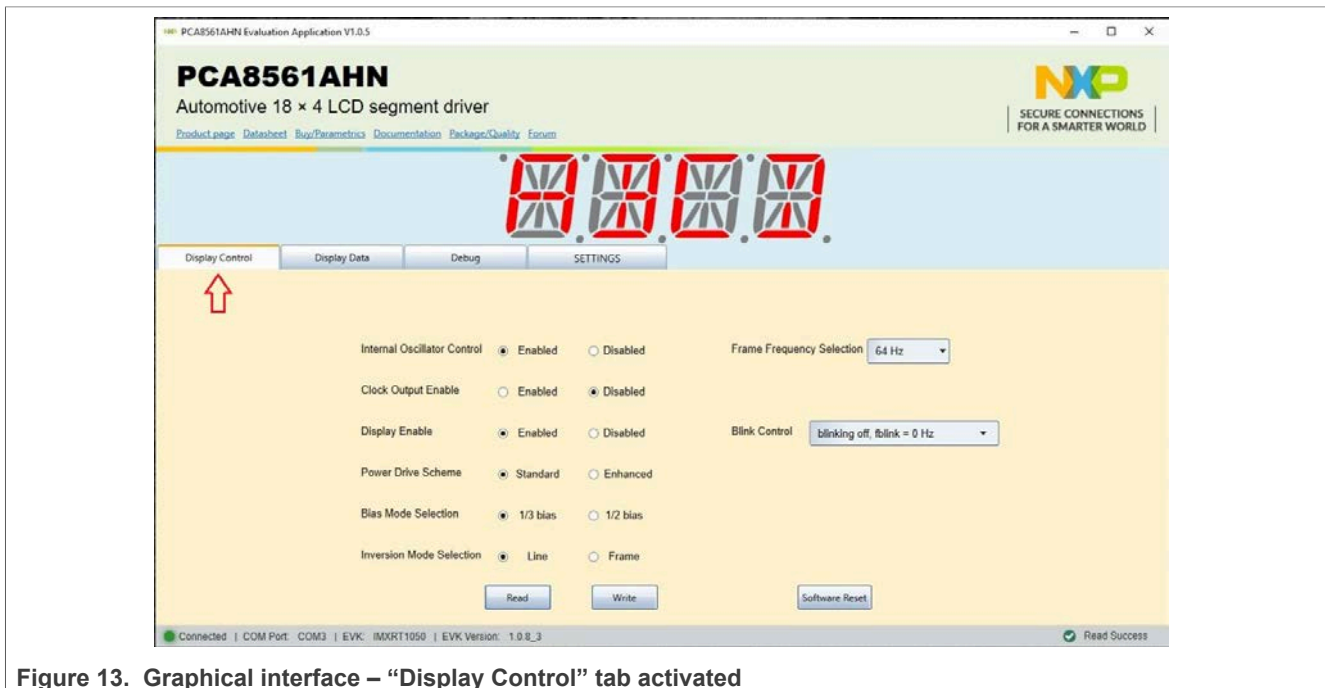 PCA8561AHN Evaluation Application V1.0.5
PCA8561AHN
Automotive 18 × 4 LCD segment driver
Product page Datasheet Buy/Parametrics Documentation Package/Quality Forum
NXP
SECURE CONNECTIONS
FOR A SMARTER WORLD
Display Control Display Data Debug SETTINGS
Internal Oscillator Control Enabled Disabled Frame Frequency Selection 64 Hz
Clock Output Enable Enabled Disabled
Display Enable Enabled Disabled Blink Control blinking off, fblink = 0 Hz
Power Drive Scheme Standard Enhanced
Bias Mode Selection 1/3 bias 1/2 bias
Inversion Mode Selection Line Frame
Read Write Software Reset
Connected | COM Port: COM3 | EVK: IMXRT1050 | EVK Version: 1.0.8_3 Read Success
Figure 13. Graphical interface – “Display Control” tab activated